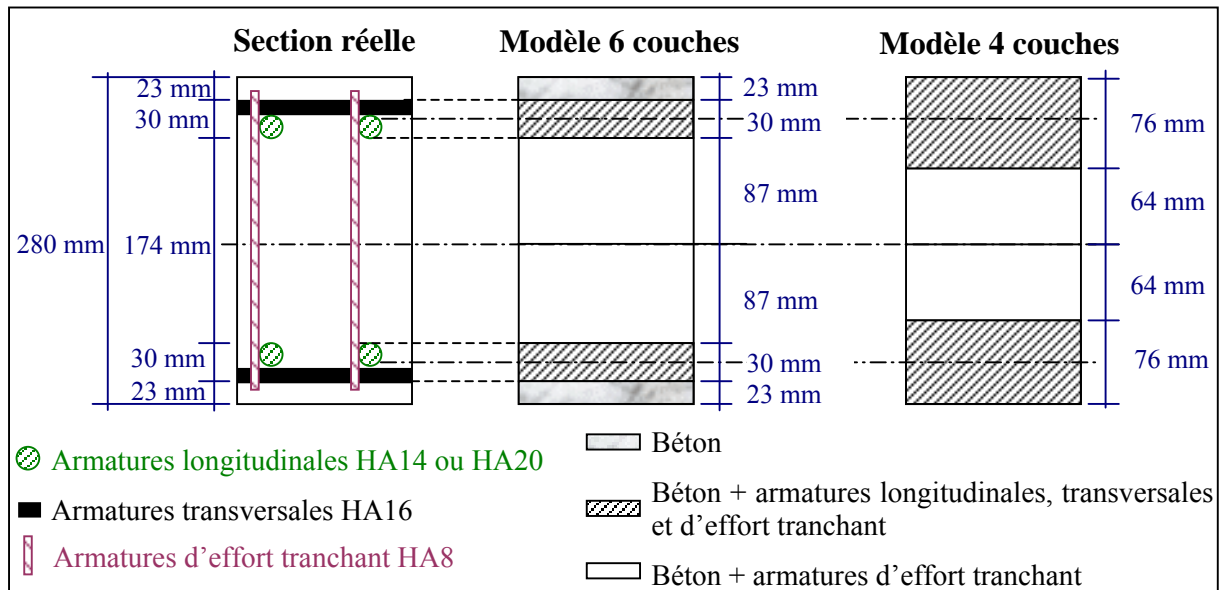 Section réelle
Modèle 6 couches
Modèle 4 couches
23 mm
30 mm
280 mm
174 mm
30 mm
23 mm
23 mm
30 mm
87 mm
87 mm
30 mm
23 mm
76 mm
64 mm
64 mm
76 mm
Armatures longitudinales HA14 ou HA20
Armatures transversales HA16
Armatures d'effort tranchant HA8
Béton
Béton + armatures longitudinales, transversales
et d'effort tranchant
Béton + armatures d'effort tranchant